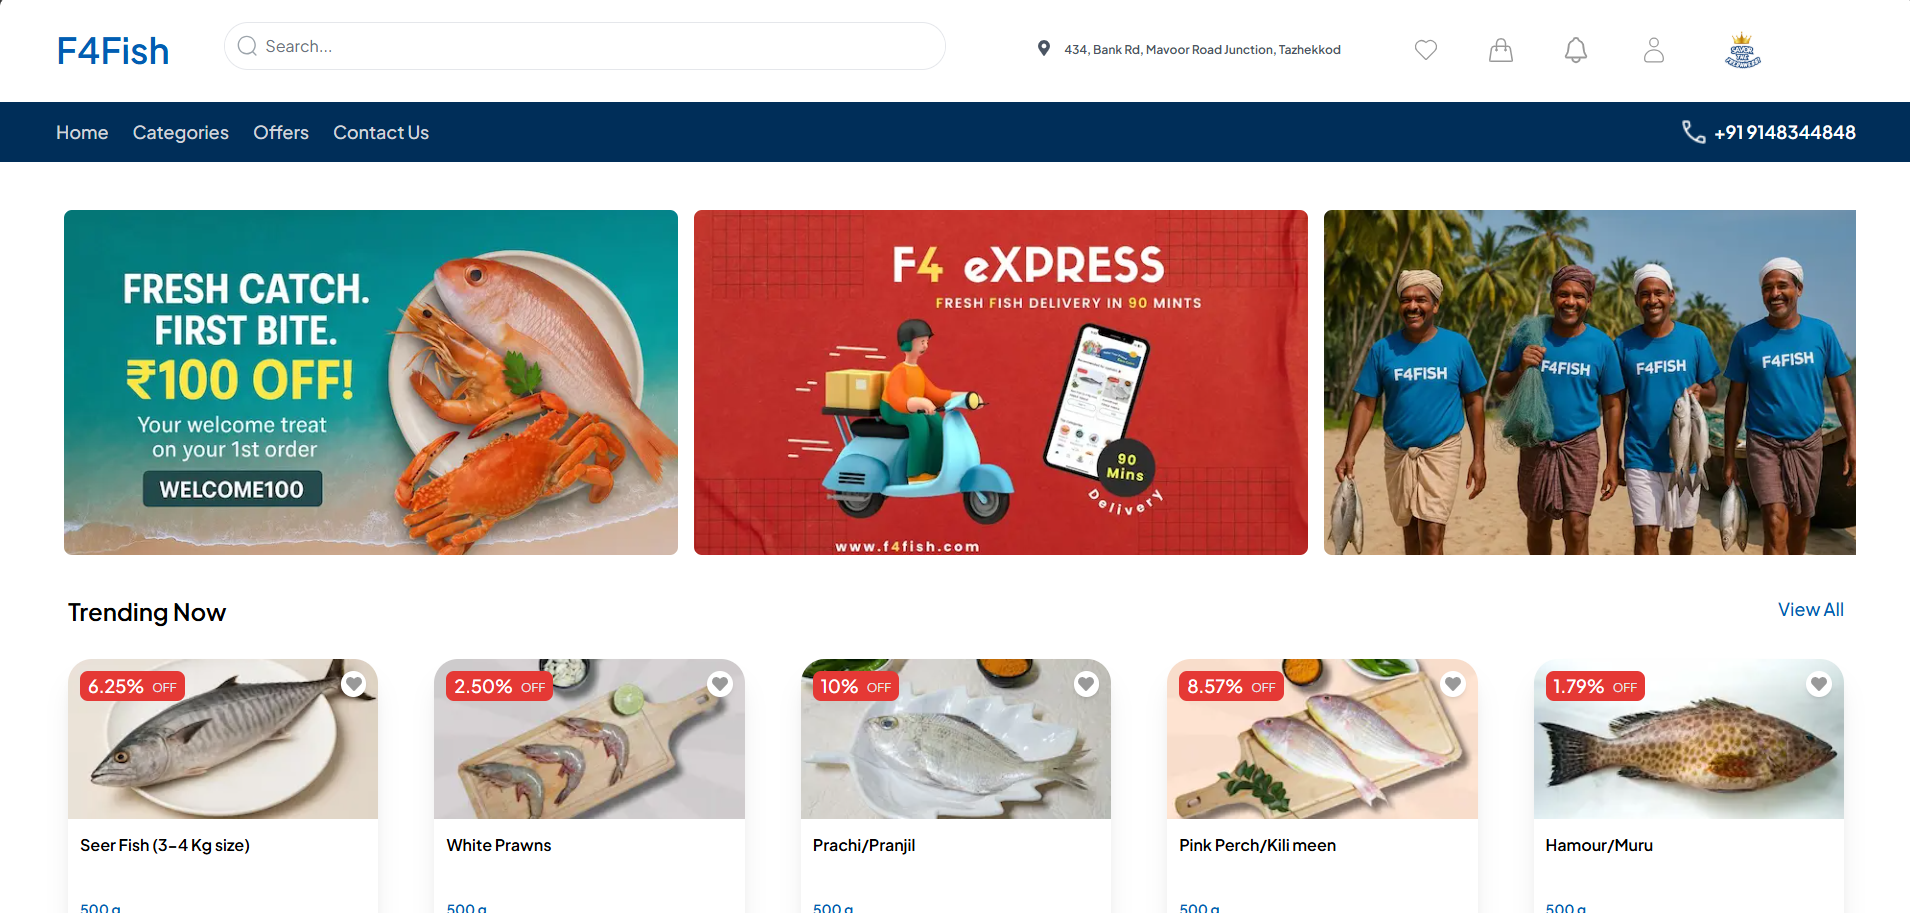 F4Fish
Search...
434, Bank Rd, Mavoor Road Junction, Tazhekkod
SAVOR
THE
FRESHNESS!
Home Categories Offers Contact Us
+91 9148344848
FRESH CATCH.
FIRST BITE.
₹100 OFF!
Your welcome treat
on your 1st order
WELCOME100
F4 eXPRESS
FRESH FISH DELIVERY IN 90 MINTS
90
Mins
Delivery
www.f4fish.com
F4FISH
F4FISH
F4FISH
F4FISH
Trending Now
View All
6.25% OFF
2.50% OFF
10% OFF
8.57% OFF
1.79% OFF
Seer Fish (3-4 Kg size)
White Prawns
Prachi/Pranjil
Pink Perch/Kili meen
Hamour/Muru
500 g
500 g
500 g
500 g
500 g